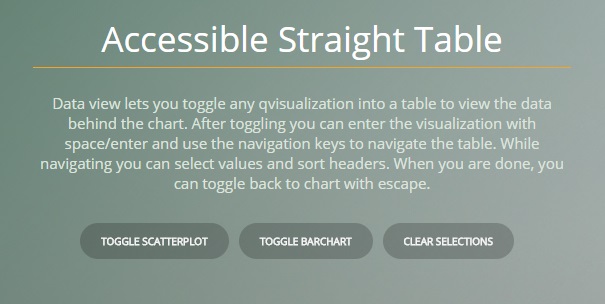 Accessible Straight Table
Data view lets you toggle any qvisualization into a table to view the data
behind the chart. After toggling you can enter the visualization with
space/enter and use the navigation keys to navigate the table. While
navigating you can select values and sort headers. When you are done, you
can toggle back to chart with escape.
TOGGLE SCATTERPLOT TOGGLE BARCHART CLEAR SELECTIONS